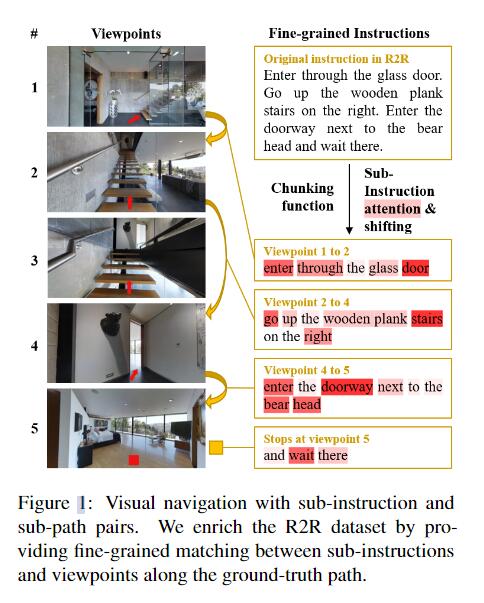 # Viewpoints Fine-grained Instructions
1
2
3
4
5
Original instruction in R2R
Enter through the glass door.
Go up the wooden plank
stairs on the right. Enter the
doorway next to the bear
head and wait there.
Chunking
function
Sub-
Instruction
attention &
shifting
Viewpoint 1 to 2
enter through the glass door
Viewpoint 2 to 4
go up the wooden plank stairs
on the right
Viewpoint 4 to 5
enter the doorway next to the
bear head
Stops at viewpoint 5
and wait there
Figure 1: Visual navigation with sub-instruction and
sub-path pairs. We enrich the R2R dataset by pro-
viding fine-grained matching between sub-instructions
and viewpoints along the ground-truth path.